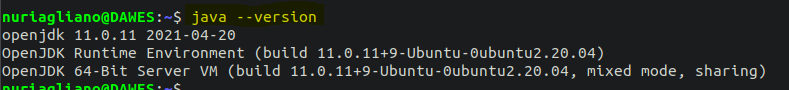 nuriagliano@DAWES:~$ java --version
openjdk 11.0.11 2021-04-20
OpenJDK Runtime Environment (build 11.0.11+9-Ubuntu-0ubuntu2.20.04)
OpenJDK 64-Bit Server VM (build 11.0.11+9-Ubuntu-0ubuntu2.20.04, mixed mode, sharing)
nuriagliano@DAWES:~$